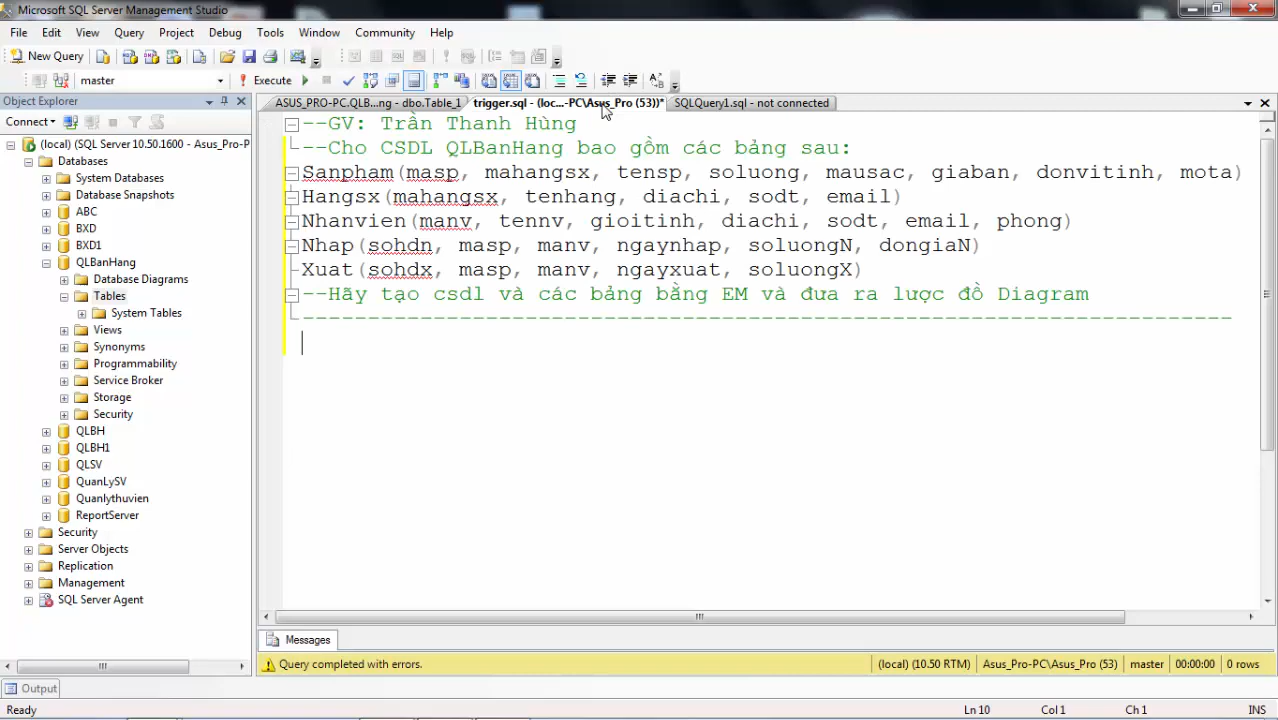 Microsoft SQL Server Management Studio
File Edit View Query Project Debug Tools Window Community Help
New Query
master Execute
Object Explorer
Connect
(local) (SQL Server 10.50.1600 - Asus_Pro-P
Databases
System Databases
Database Snapshots
ABC
BXD
BXD1
QLBanHang
Database Diagrams
Tables
System Tables
Views
Synonyms
Programmability
Service Broker
Storage
Security
QLBH
QLBH1
QLSV
QuanLySV
Quanlythuvien
ReportServer
Security
Server Objects
Replication
Management
SQL Server Agent
Output
ASUS_PRO-PC.QLB...ng - dbo.Table_1 trigger.sql - (loc...-PC\Asus_Pro (53))* SQLQuery1.sql - not connected
--GV: Trần Thanh Hùng
--Cho CSDL QLBanHang bao gồm các bảng sau:
Sanpham(masp, mahangsx, tensp, soluong, mausac, giaban, donvitinh, mota)
Hangsx(mahangsx, tenhang, diachi, sodt, email)
Nhanvien(manv, tennv, gioitinh, diachi, sodt, email, phong)
Nhap(sohdn, masp, manv, ngaynhap, soluongN, dongiaN)
Xuat(sohdx, masp, manv, ngayxuat, soluongX)
--Hãy tạo csdl và các bảng bằng EM và đưa ra lược đồ Diagram
-----------------------------------------------------------------------
Messages
Query completed with errors. (local) (10.50 RTM) Asus_Pro-PC\Asus_Pro (53) master 00:00:00 0 rows
Ready Ln 10 Col 1 Ch 1 INS